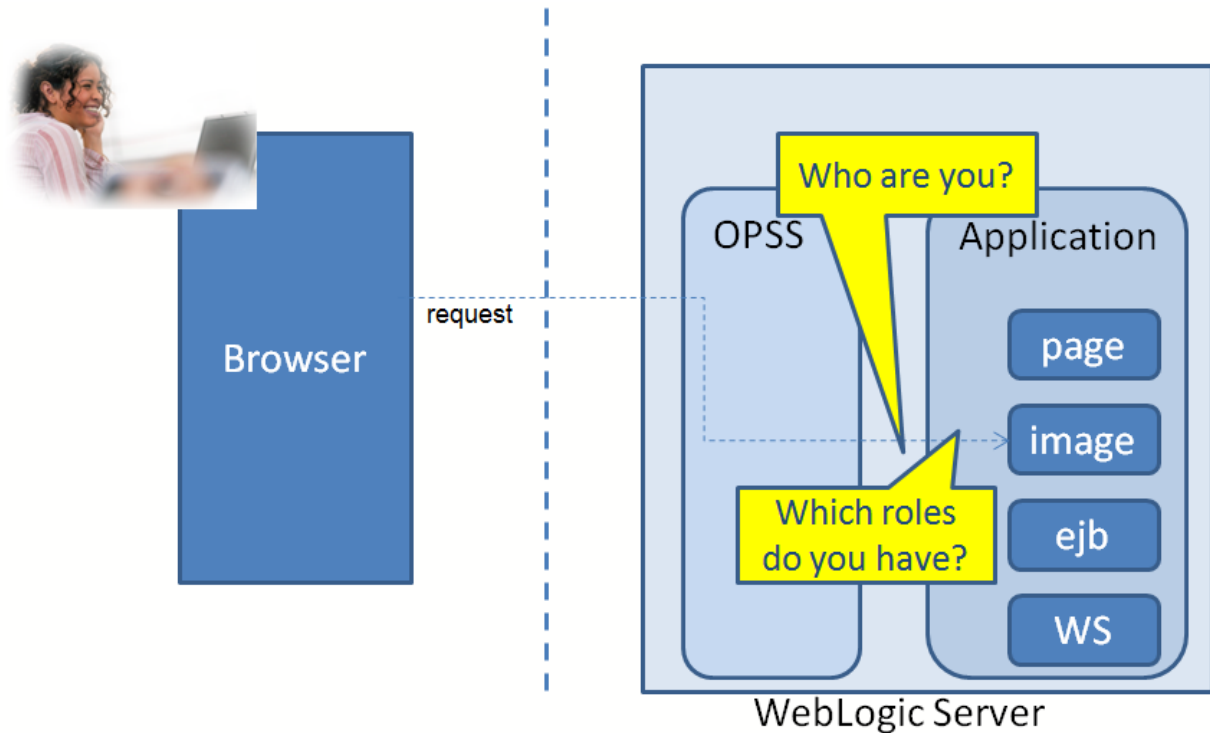 Who are you?
OPSS
Application
request
Browser
page
image
Which roles
do you have?
ejb
WS
WebLogic Server